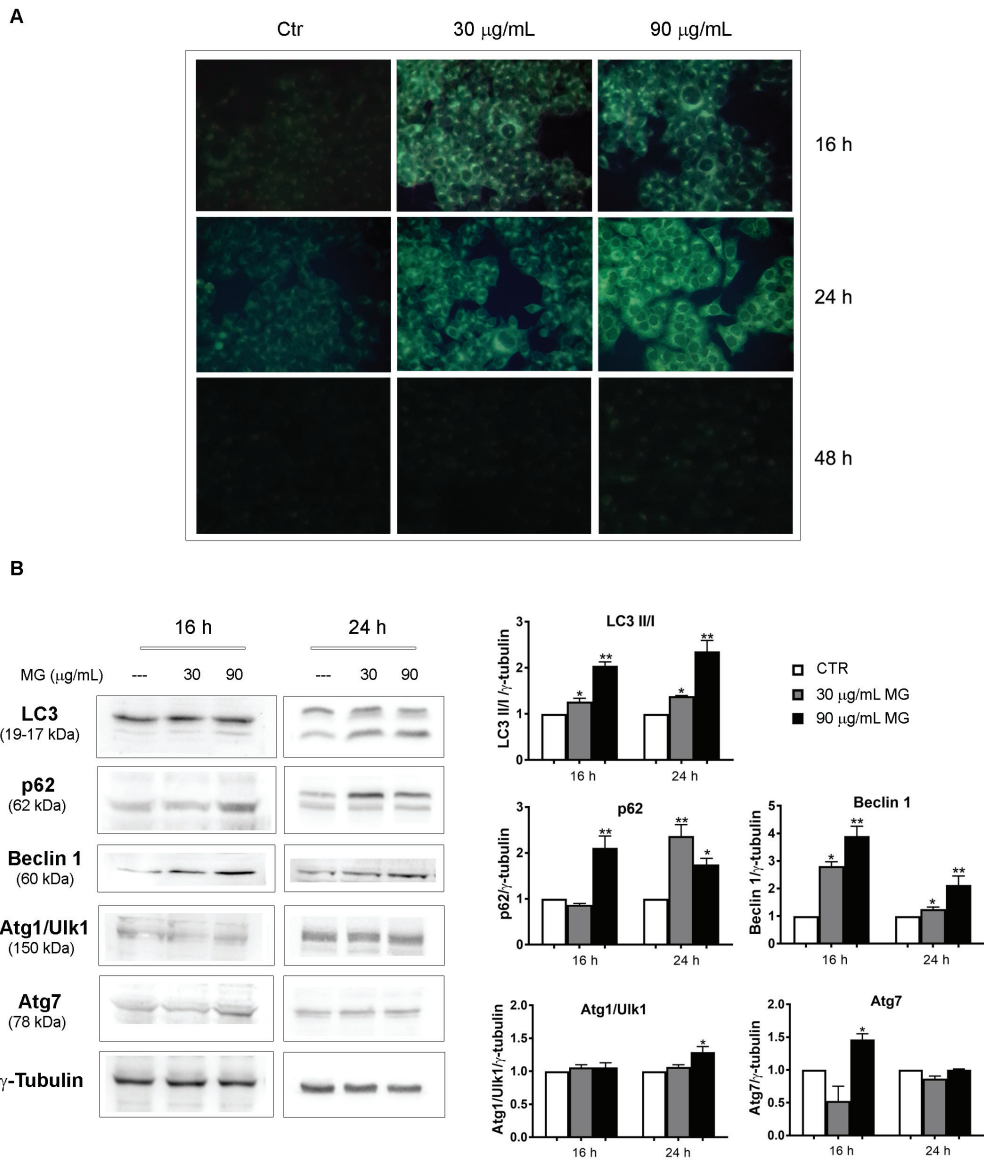 A
Ctr 30 μg/mL 90 μg/mL
16 h
24 h
48 h
B
16 h 24 h
MG (μg/mL) --- 30 90 --- 30 90
LC3
(19-17 kDa)
p62
(62 kDa)
Beclin 1
(60 kDa)
Atg1/Ulk1
(150 kDa)
Atg7
(78 kDa)
γ-Tubulin
LC3 II/I
LC3 II/I /γ-tubulin
3
2
1
0
* ** * **
16 h 24 h
CTR
30 μg/mL MG
90 μg/mL MG
p62
p62/γ-tubulin
3
2
1
0
** ** *
16 h 24 h
Beclin 1
Beclin 1/γ-tubulin
5
4
3
2
1
0
* ** * **
16 h 24 h
Atg1/Ulk1
Atg1/Ulk1/γ-tubulin
2.0
1.5
1.0
0.5
0.0
*
16 h 24 h
Atg7
Atg7/γ-tubulin
2.0
1.5
1.0
0.5
0.0
*
16 h 24 h